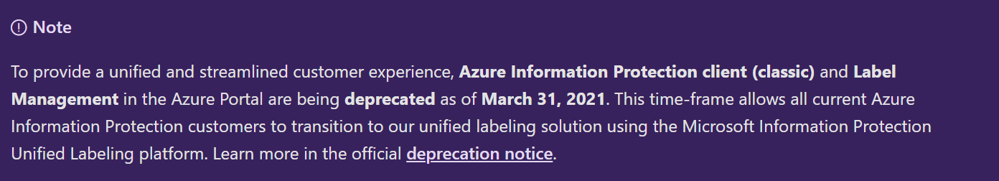 Note
To provide a unified and streamlined customer experience, Azure Information Protection client (classic) and Label
Management in the Azure Portal are being deprecated as of March 31, 2021. This time-frame allows all current Azure
Information Protection customers to transition to our unified labeling solution using the Microsoft Information Protection
Unified Labeling platform. Learn more in the official deprecation notice.